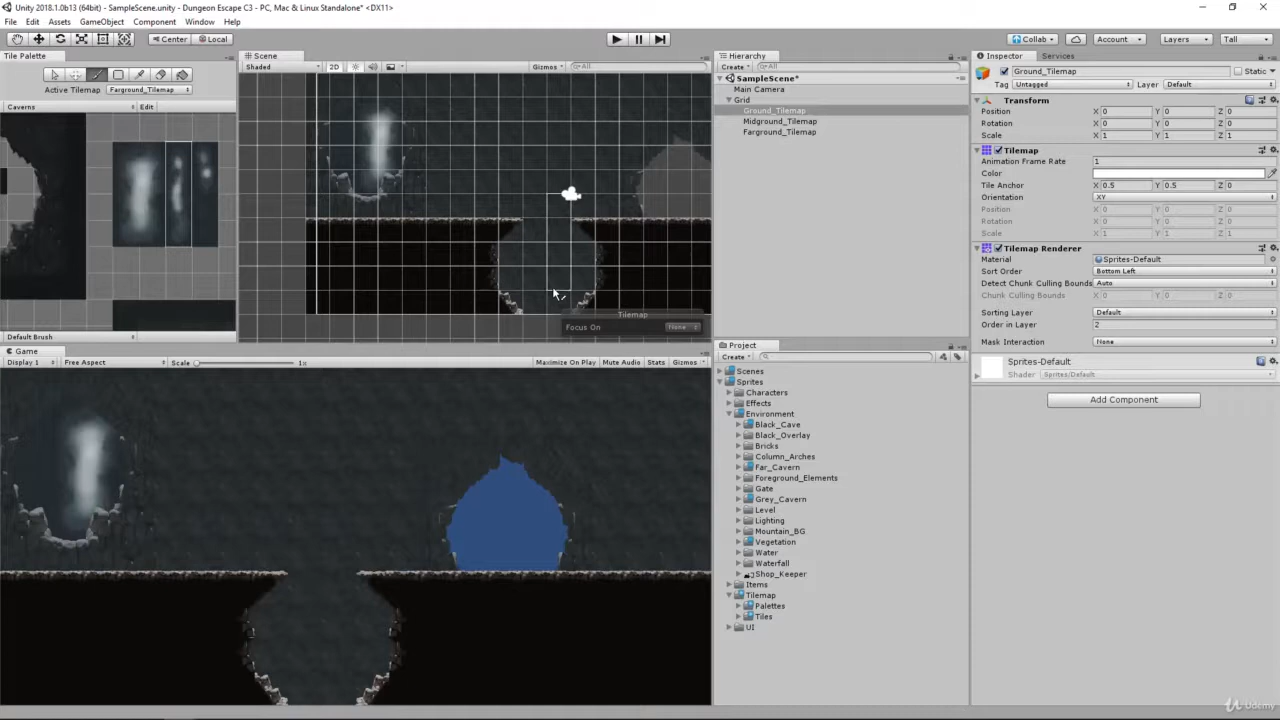 Unity 2018.1.0b13 (64bit) - SampleScene.unity - Dungeon Escape C3 - PC, Mac & Linux Standalone* <DX11>
File Edit Assets GameObject Component Window Help
Center Local Collab Account Layers Tall
Tile Palette
Active Tilemap Farground_Tilemap
Caverns Edit
Default Brush
Scene
Shaded 2D Gizmos All
Tilemap
Focus On None
Game
Display 1 Free Aspect Scale 1x Maximize On Play Mute Audio Stats Gizmos
Hierarchy
Create All
SampleScene*
Main Camera
Grid
Ground_Tilemap
Midground_Tilemap
Farground_Tilemap
Project
Create
Scenes
Sprites
Characters
Effects
Environment
Black_Cave
Black_Overlay
Bricks
Column_Arches
Far_Cavern
Foreground_Elements
Gate
Grey_Cavern
Level
Lighting
Mountain_BG
Vegetation
Water
Waterfall
Shop_Keeper
Items
Tilemap
Palettes
Tiles
UI
Inspector Services
Ground_Tilemap Static
Tag Untagged Layer Default
Transform
Position X 0 Y 0 Z 0
Rotation X 0 Y 0 Z 0
Scale X 1 Y 1 Z 1
Tilemap
Animation Frame Rate 1
Color
Tile Anchor X 0.5 Y 0.5 Z 0
Orientation XY
Position X 0 Y 0 Z 0
Rotation X 0 Y 0 Z 0
Scale X 1 Y 1 Z 1
Tilemap Renderer
Material Sprites-Default
Sort Order Bottom Left
Detect Chunk Culling Bounds Auto
Chunk Culling Bounds X 0 Y 0 Z 0
Sorting Layer Default
Order in Layer 2
Mask Interaction None
Sprites-Default
Shader Sprites/Default
Add Component
Udemy